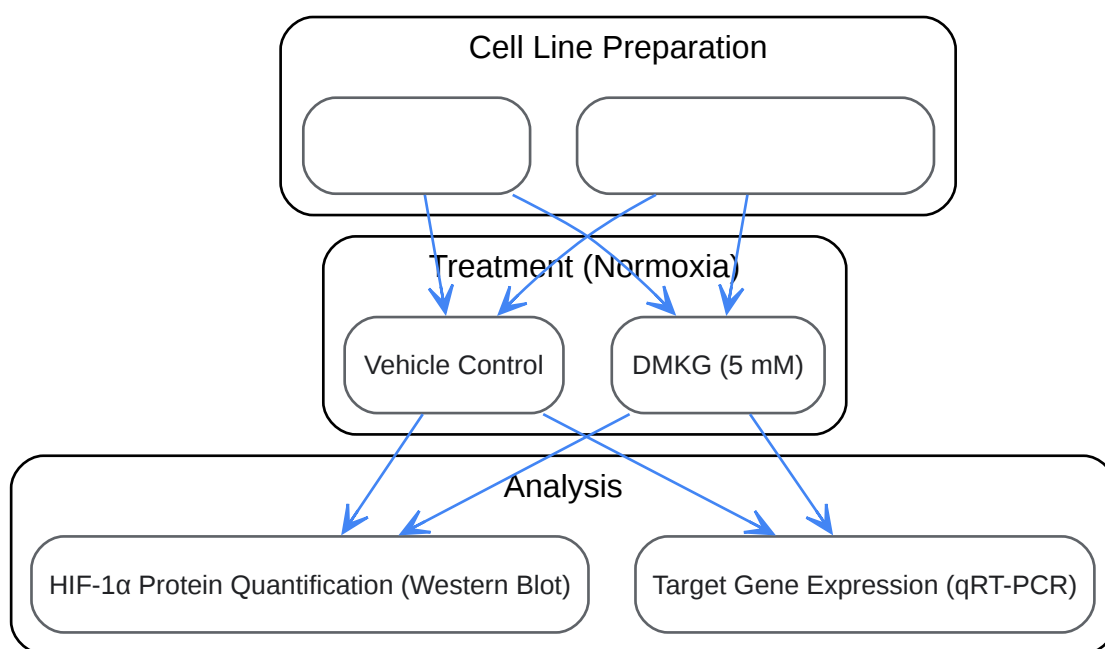 Cell Line Preparation
Treatment (Normoxia)
Vehicle Control
DMKG (5 mM)
Analysis
HIF-1α Protein Quantification (Western Blot)
Target Gene Expression (qRT-PCR)